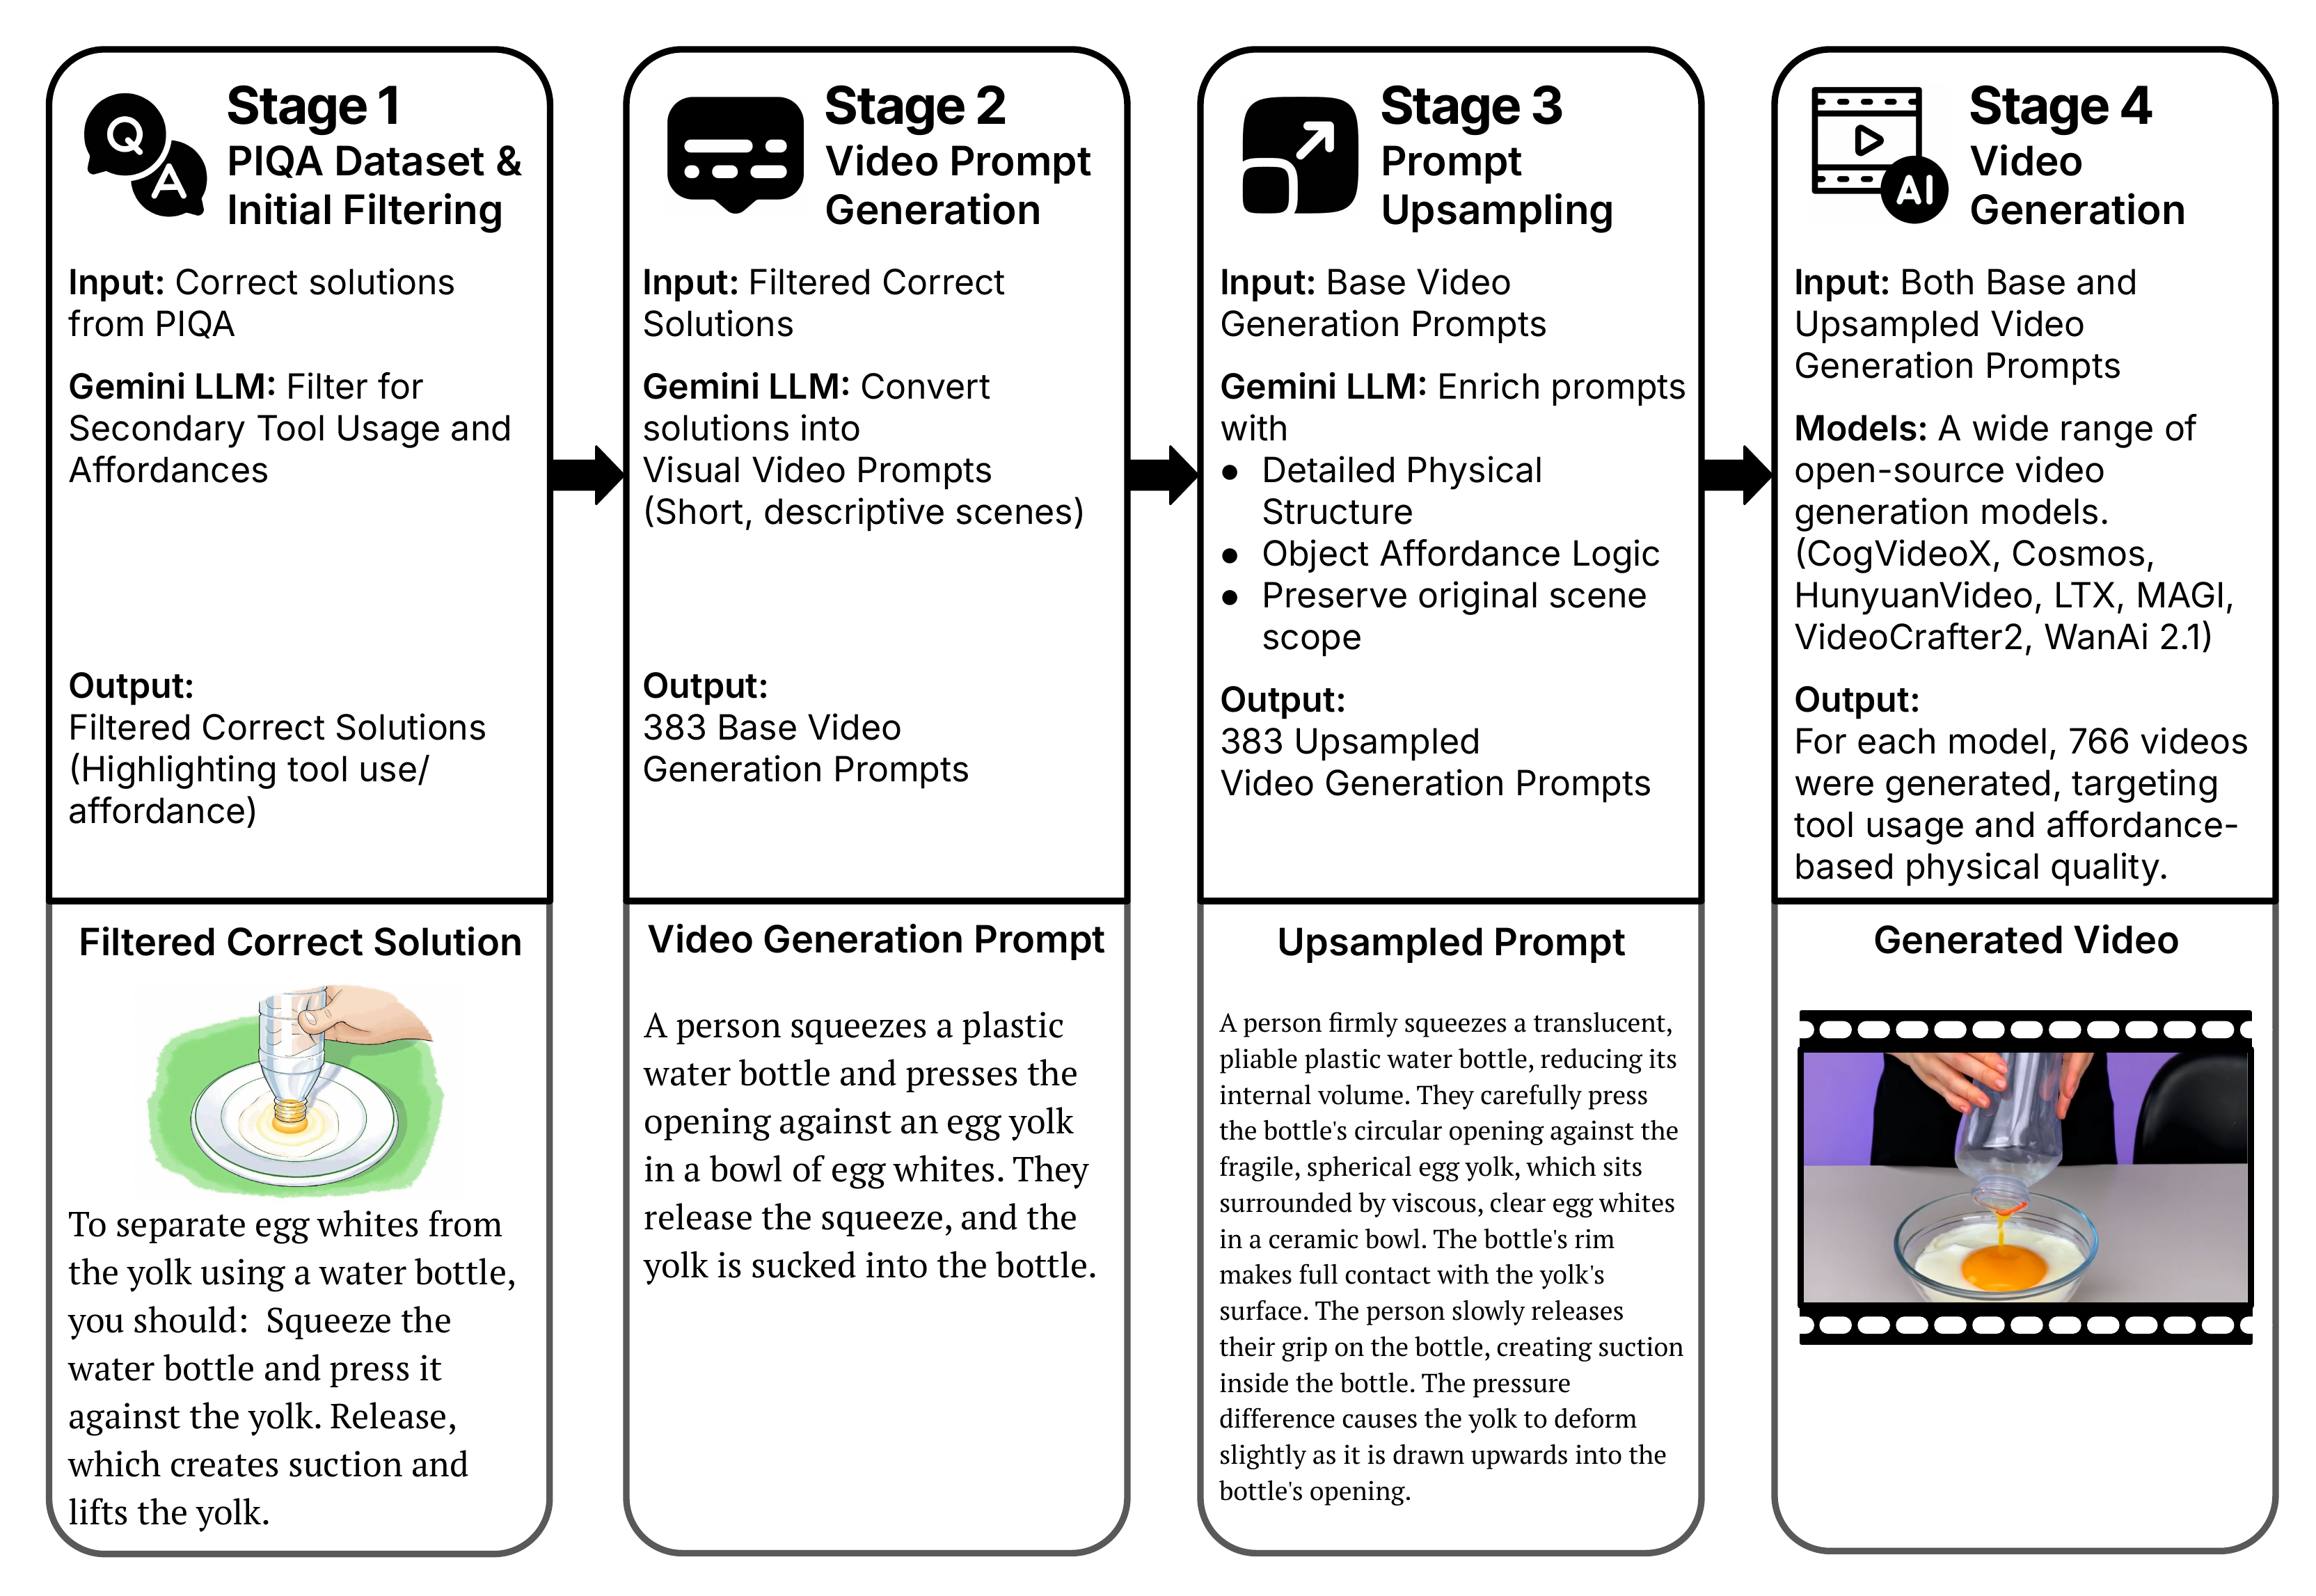 Q
A
Stage 1
PIQA Dataset &
Initial Filtering
Input: Correct solutions
from PIQA
Gemini LLM: Filter for
Secondary Tool Usage and
Affordances
Output:
Filtered Correct Solutions
(Highlighting tool use/
affordance)
Filtered Correct Solution
To separate egg whites from
the yolk using a water bottle,
you should:  Squeeze the
water bottle and press it
against the yolk. Release,
which creates suction and
lifts the yolk.
Stage 2
Video Prompt
Generation
Input: Filtered Correct
Solutions
Gemini LLM: Convert
solutions into
Visual Video Prompts
(Short, descriptive scenes)
Output:
383 Base Video
Generation Prompts
Video Generation Prompt
A person squeezes a plastic
water bottle and presses the
opening against an egg yolk
in a bowl of egg whites. They
release the squeeze, and the
yolk is sucked into the bottle.
Stage 3
Prompt
Upsampling
Input: Base Video
Generation Prompts
Gemini LLM: Enrich prompts
with
● Detailed Physical
Structure
● Object Affordance Logic
● Preserve original scene
scope
Output:
383 Upsampled
Video Generation Prompts
Upsampled Prompt
A person firmly squeezes a translucent,
pliable plastic water bottle, reducing its
internal volume. They carefully press
the bottle's circular opening against the
fragile, spherical egg yolk, which sits
surrounded by viscous, clear egg whites
in a ceramic bowl. The bottle's rim
makes full contact with the yolk's
surface. The person slowly releases
their grip on the bottle, creating suction
inside the bottle. The pressure
difference causes the yolk to deform
slightly as it is drawn upwards into the
bottle's opening.
AI
Stage 4
Video
Generation
Input: Both Base and
Upsampled Video
Generation Prompts
Models: A wide range of
open-source video
generation models.
(CogVideoX, Cosmos,
HunyuanVideo, LTX, MAGI,
VideoCrafter2, WanAi 2.1)
Output:
For each model, 766 videos
were generated, targeting
tool usage and affordance-
based physical quality.
Generated Video